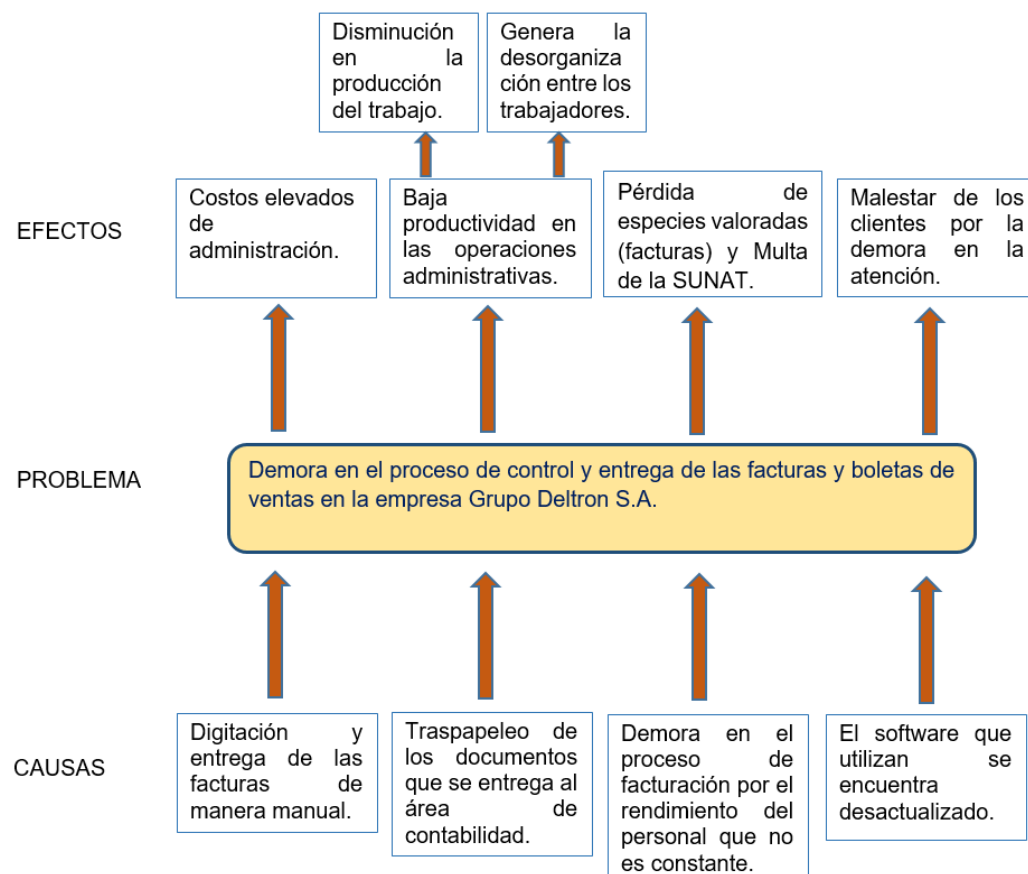 Disminución
en la
producción
del trabajo.
Genera la
desorganiza
ción entre los
trabajadores.
EFECTOS
Costos elevados
de
administración.
Baja
productividad en
las operaciones
administrativas.
Pérdida de
especies valoradas
(facturas) y Multa
de la SUNAT.
Malestar de los
clientes por la
demora en la
atención.
PROBLEMA
Demora en el proceso de control y entrega de las facturas y boletas de
ventas en la empresa Grupo Deltron S.A.
CAUSAS
Digitación y
entrega de las
facturas de
manera manual.
Traspapeleo de
los documentos
que se entrega al
área de
contabilidad.
Demora en el
proceso de
facturación por el
rendimiento del
personal que no
es constante.
El software que
utilizan se
encuentra
desactualizado.